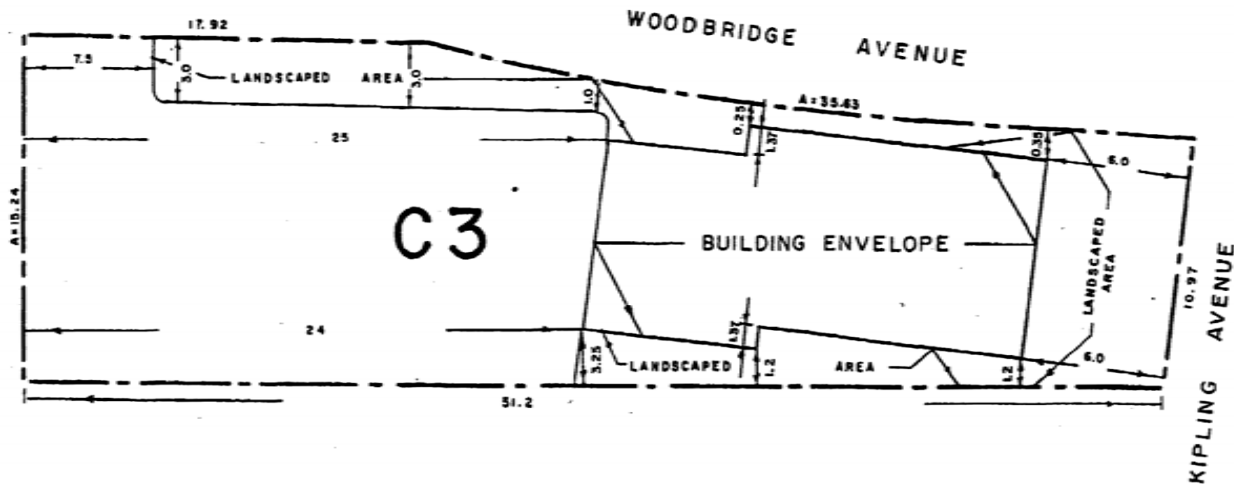 WOODBRIDGE AVENUE
17.92
7.5
3.0
LANDSCAPED AREA
3.0
1.0
A=35.63
0.25
1.37
25
0.35
6.0
A=15.24
C3
BUILDING ENVELOPE
LANDSCAPED
AREA
10.97
KIPLING AVENUE
24
3.25
LANDSCAPED AREA
1.37
1.2
6.0
1.2
51.2